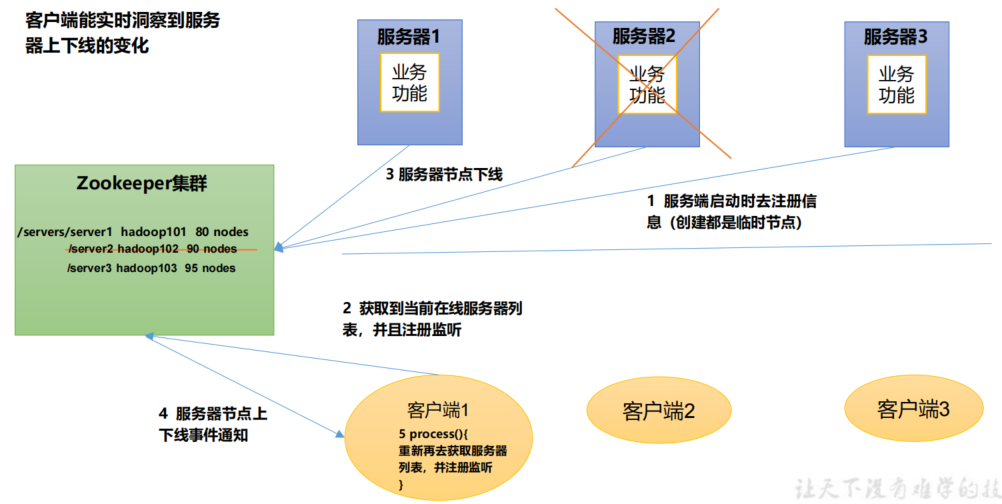 客户端能实时洞察到服务
器上下线的变化
服务器1
业务
功能
服务器2
业务
功能
服务器3
业务
功能
3 服务器节点下线
1 服务端启动时去注册信
息（创建都是临时节点）
Zookeeper集群
/servers/server1 hadoop101 80 nodes
/server2 hadoop102 90 nodes
/server3 hadoop103 95 nodes
2 获取到当前在线服务器列
表，并且注册监听
4 服务器节点上
下线事件通知
客户端1
5 process(){
重新再去获取服务器
列表，并注册监听
}
客户端2
客户端3
让天下没有难学的技